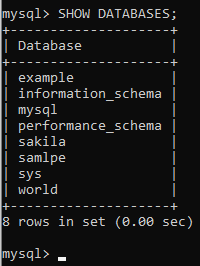 mysql> SHOW DATABASES;
+--------------------+
| Database           |
+--------------------+
| example            |
| information_schema |
| mysql              |
| performance_schema |
| sakila             |
| samlpe             |
| sys                |
| world              |
+--------------------+
8 rows in set (0.00 sec)
mysql> _